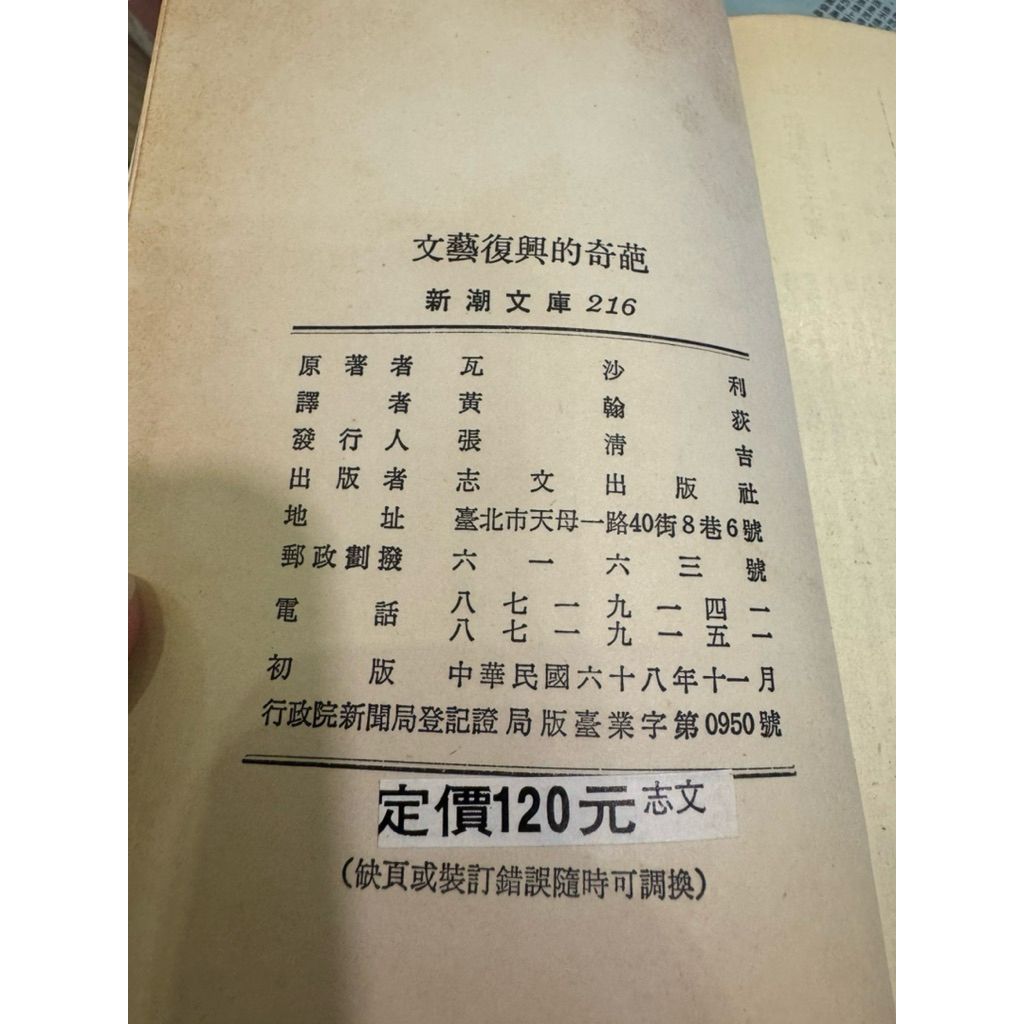 文藝復興的奇葩
新潮文庫216
原著者 瓦沙利
譯者 黃翰荻
發行人 張清吉
出版者 志文出版社
地址 臺北市天母一路40街8巷6號
郵政劃撥 六一六三號
電話 八七一九一四一
八七一九一五一
初版 中華民國六十八年十一月
行政院新聞局登記證局版臺業字第0950號
定價120元志文
(缺頁或裝訂錯誤隨時可調換)